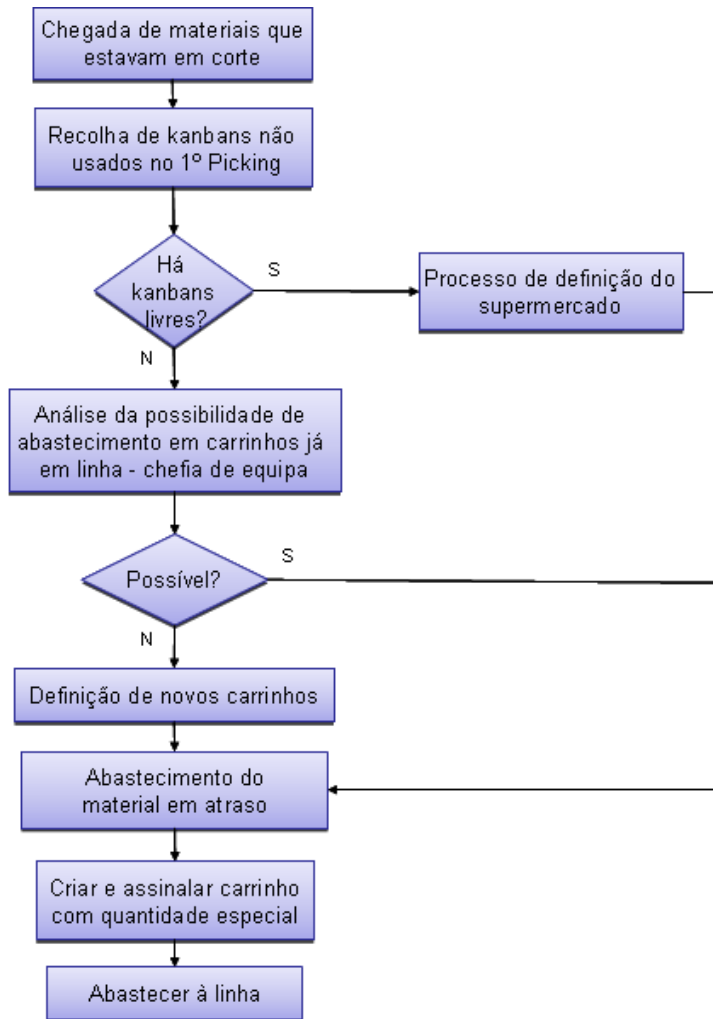 Chegada de materiais que
estavam em corte
Recolha de kanbans não
usados no 1º Picking
Há
kanbans
livres?
S
Processo de definição do
supermercado
N
Análise da possibilidade de
abastecimento em carrinhos já
em linha - chefia de equipa
Possível?
S
N
Definição de novos carrinhos
Abastecimento do
material em atraso
Criar e assinalar carrinho
com quantidade especial
Abastecer à linha